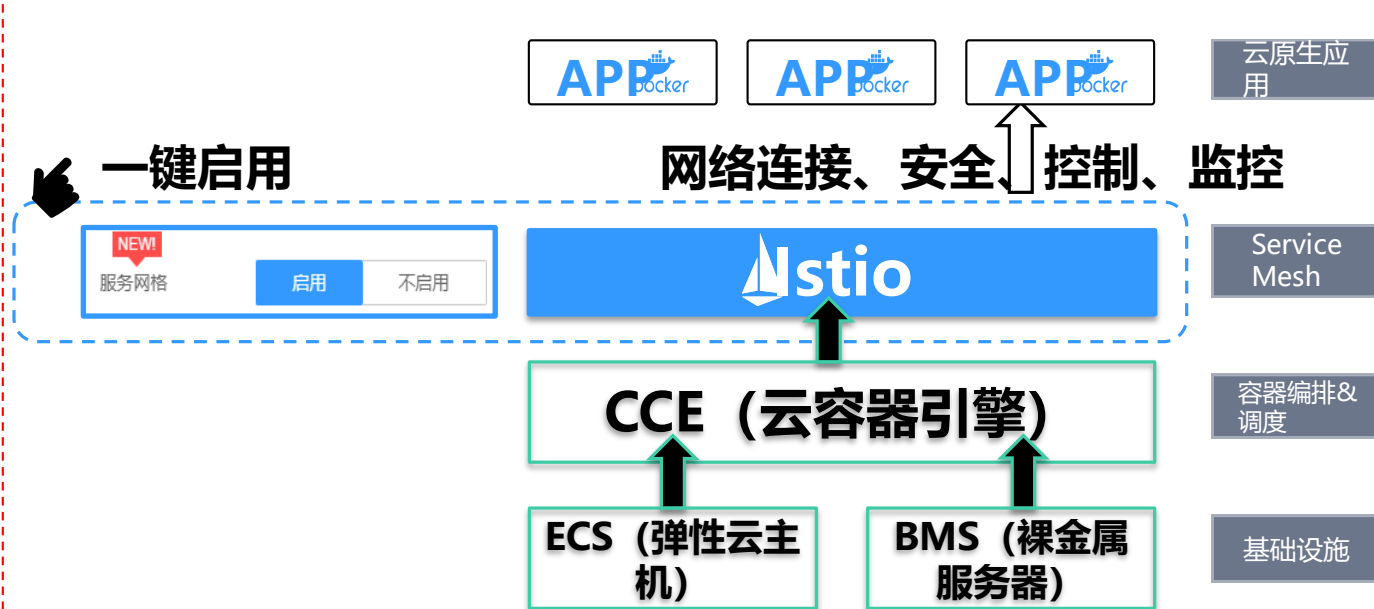 APP docker
APP docker
APP docker
云原生应
用
一键启用
网络连接、安全、控制、监控
NEW!
服务网格
启用
不启用
Istio
Service
Mesh
CCE（云容器引擎）
容器编排&
调度
ECS（弹性云主
机）
BMS（裸金属
服务器）
基础设施